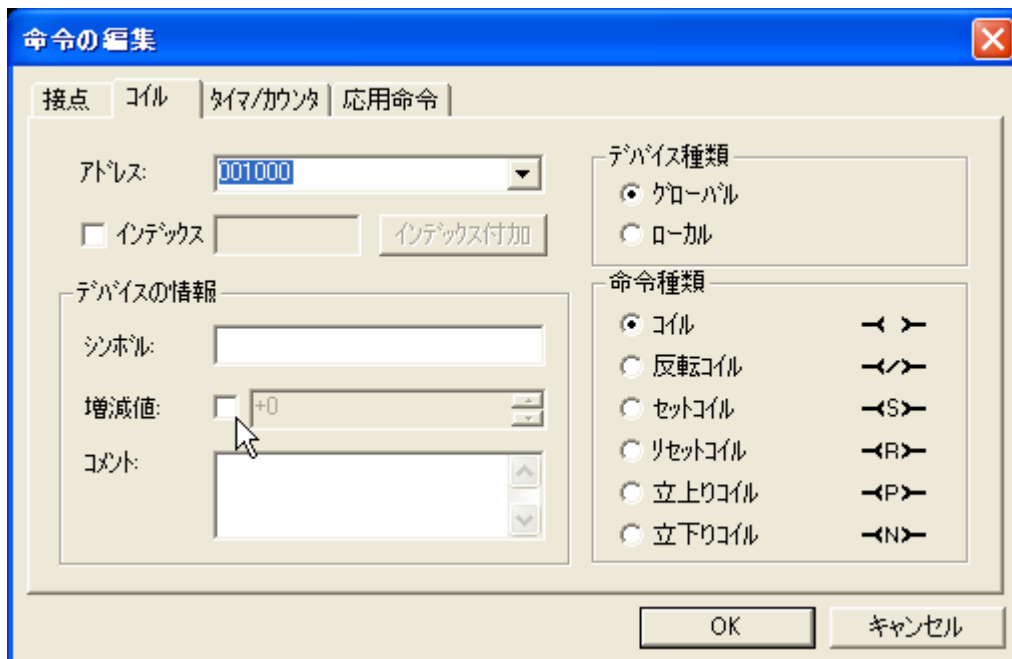 命令の編集
接点 コイル タイマ/カウンタ 応用命令
アドレス: 001000
インデックス インデックス付加
デバイスの情報
シンボル:
増減値: +0
コメント:
デバイス種類
グローバル
ローカル
命令種類
コイル -< >-
反転コイル -</>-
セットコイル -<S>-
リセットコイル -<R>-
立上りコイル -<P>-
立下りコイル -<N>-
OK キャンセル